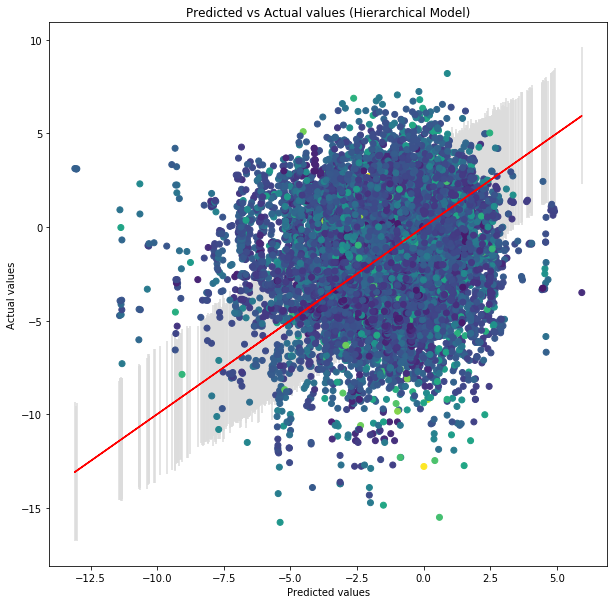 Predicted vs Actual values (Hierarchical Model)
10
5
0
−5
−10
−15
Actual values
−12.5 −10.0 −7.5 −5.0 −2.5 0.0 2.5 5.0
Predicted values